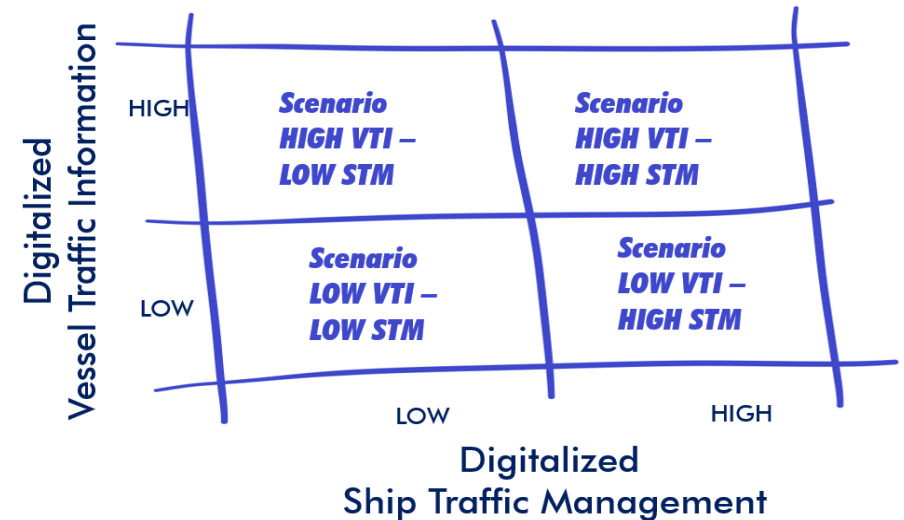 Digitalized
Vessel Traffic Information
HIGH
LOW
Scenario
HIGH VTI –
LOW STM
Scenario
HIGH VTI –
HIGH STM
Scenario
LOW VTI –
LOW STM
Scenario
LOW VTI –
HIGH STM
LOW
HIGH
Digitalized
Ship Traffic Management